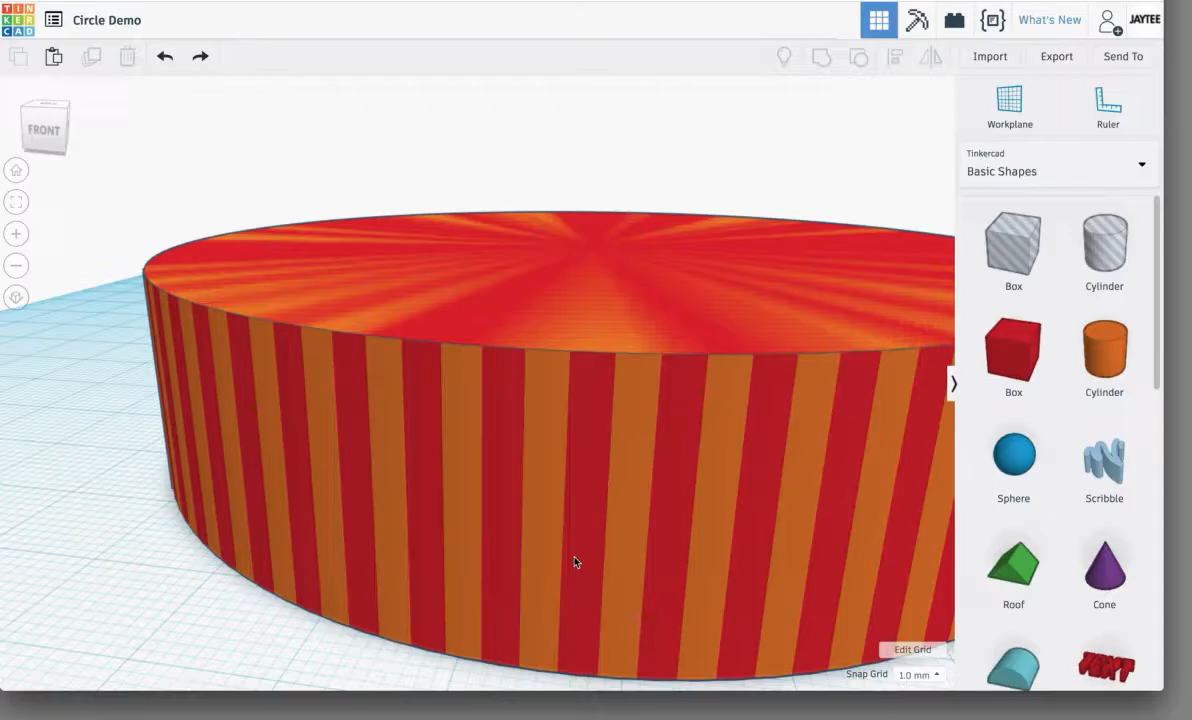 TIN
KER
CAD
Circle Demo
What's New
JAYTEE
Import
Export
Send To
FRONT
Workplane
Ruler
Tinkercad
Basic Shapes
Box
Cylinder
Box
Cylinder
Sphere
Scribble
Roof
Cone
TEXT
Edit Grid
Snap Grid
1.0 mm